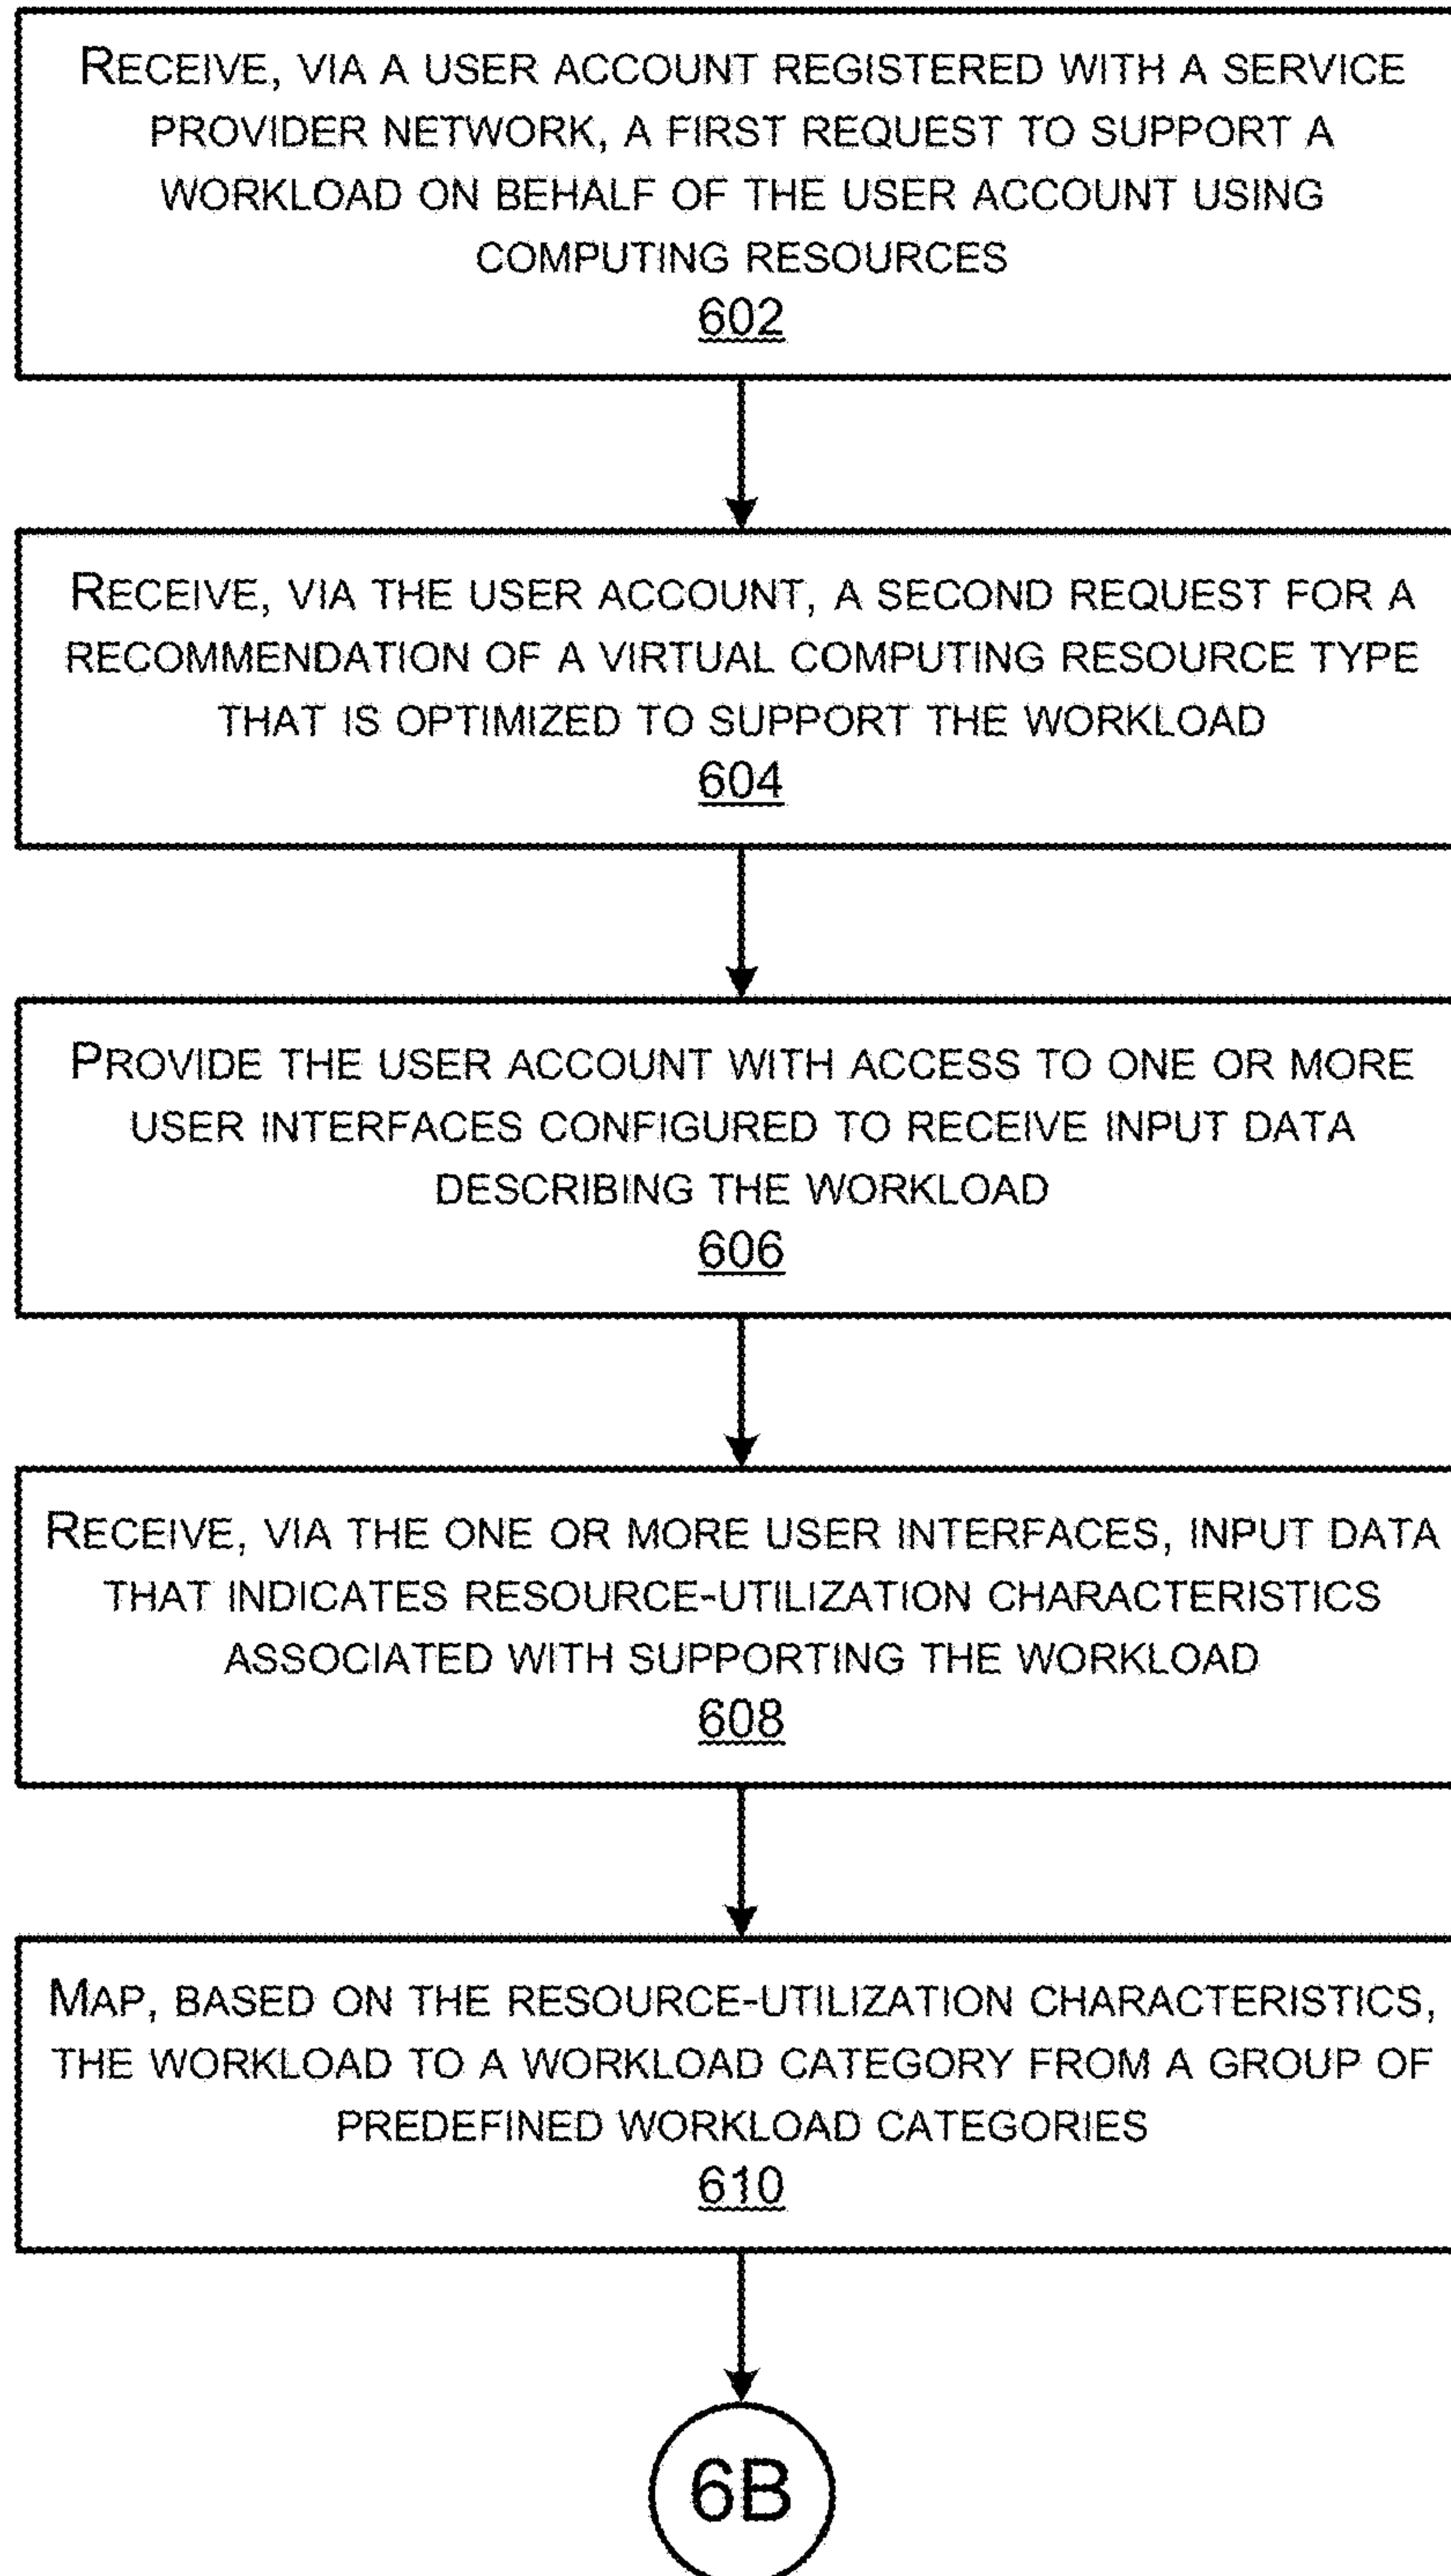 RECEIVE, VIA A USER ACCOUNT REGISTERED WITH A SERVICE
PROVIDER NETWORK, A FIRST REQUEST TO SUPPORT A
WORKLOAD ON BEHALF OF THE USER ACCOUNT USING
COMPUTING RESOURCES
602
RECEIVE, VIA THE USER ACCOUNT, A SECOND REQUEST FOR A
RECOMMENDATION OF A VIRTUAL COMPUTING RESOURCE TYPE
THAT IS OPTIMIZED TO SUPPORT THE WORKLOAD
604
PROVIDE THE USER ACCOUNT WITH ACCESS TO ONE OR MORE
USER INTERFACES CONFIGURED TO RECEIVE INPUT DATA
DESCRIBING THE WORKLOAD
606
RECEIVE, VIA THE ONE OR MORE USER INTERFACES, INPUT DATA
THAT INDICATES RESOURCE-UTILIZATION CHARACTERISTICS
ASSOCIATED WITH SUPPORTING THE WORKLOAD
608
MAP, BASED ON THE RESOURCE-UTILIZATION CHARACTERISTICS,
THE WORKLOAD TO A WORKLOAD CATEGORY FROM A GROUP OF
PREDEFINED WORKLOAD CATEGORIES
610
6B